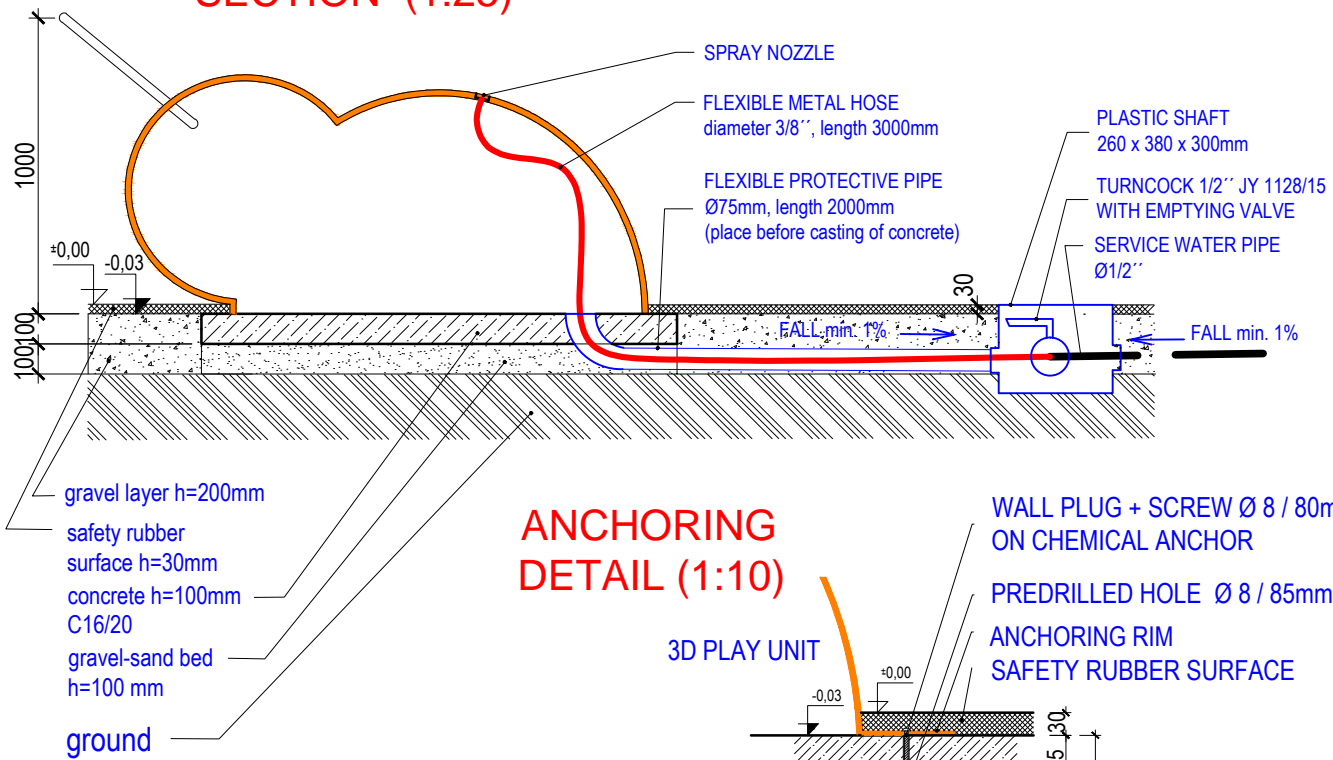 SECTION (1:25)
SPRAY NOZZLE
FLEXIBLE METAL HOSE
diameter 3/8´´, length 3000mm
FLEXIBLE PROTECTIVE PIPE
Ø75mm, length 2000mm
(place before casting of concrete)
PLASTIC SHAFT
260 x 380 x 300mm
TURNCOCK 1/2´´ JY 1128/15
WITH EMPTYING VALVE
SERVICE WATER PIPE
Ø1/2´´
1000
±0,00
-0,03
30
100
100
FALL min. 1%
FALL min. 1%
gravel layer h=200mm
safety rubber
surface h=30mm
concrete h=100mm
C16/20
gravel-sand bed
h=100 mm
ground
ANCHORING
DETAIL (1:10)
WALL PLUG + SCREW Ø 8 / 80m
ON CHEMICAL ANCHOR
PREDRILLED HOLE Ø 8 / 85mm
ANCHORING RIM
SAFETY RUBBER SURFACE
3D PLAY UNIT
±0,00
-0,03
30
5